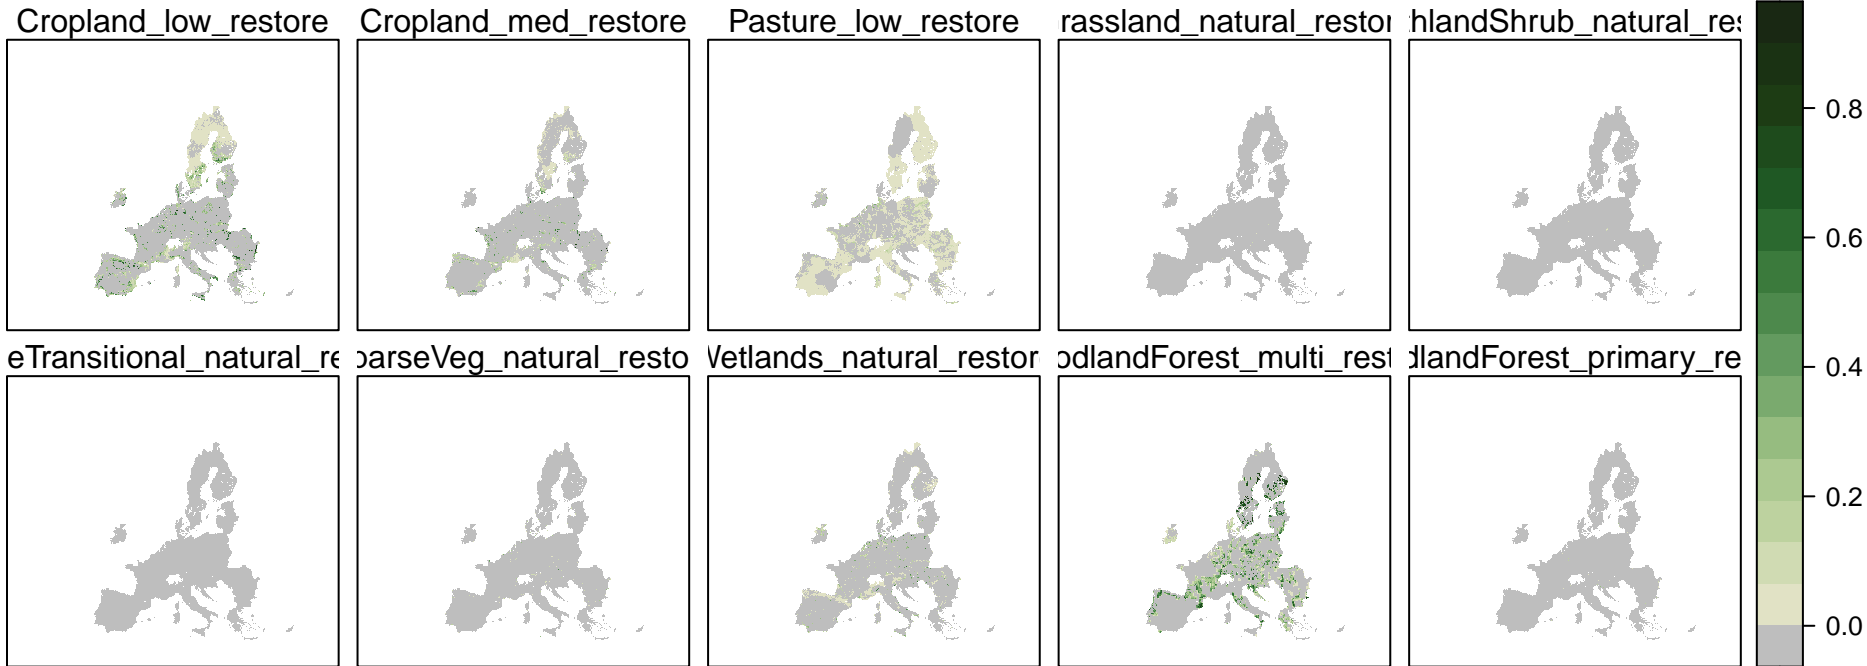 Cropland_low_restore
Cropland_med_restore
Pasture_low_restore
rassland_natural_restor
hlandShrub_natural_res
eTransitional_natural_re
parseVeg_natural_resto
Wetlands_natural_restor
odlandForest_multi_rest
dlandForest_primary_re
0.8
0.6
0.4
0.2
0.0